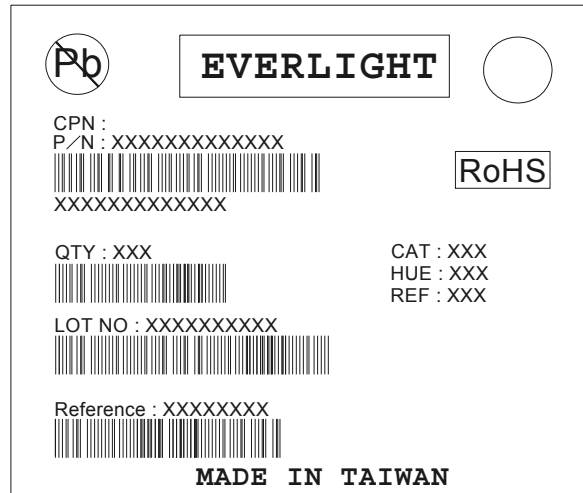 Pb
EVERLIGHT
CPN :
P/N : XXXXXXXXXXXXX
RoHS
XXXXXXXXXXXXX
QTY : XXX
CAT : XXX
HUE : XXX
REF : XXX
LOT NO : XXXXXXXXXX
Reference : XXXXXXXX
MADE IN TAIWAN